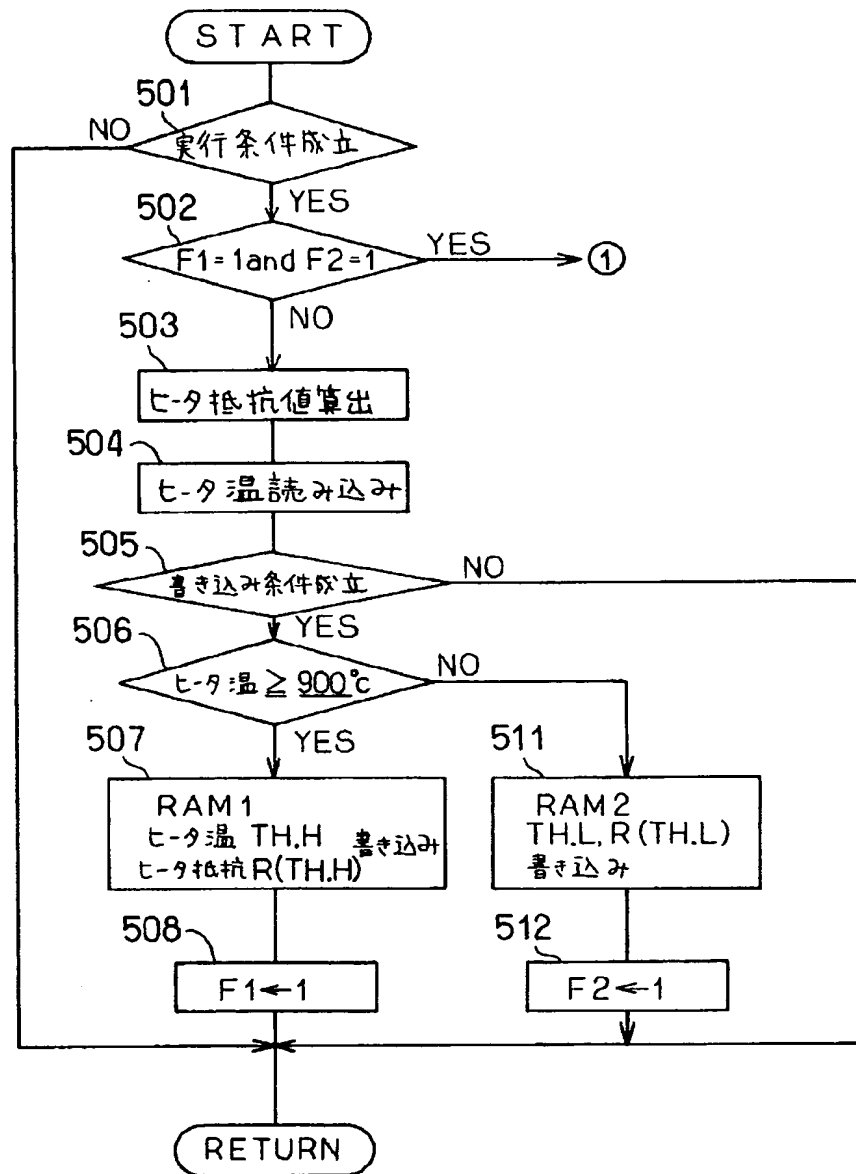 START
501
NO
実行条件成立
YES
502
F1=1 and F2=1
YES
①
NO
503
ヒータ抵抗値算出
504
ヒータ温読み込み
505
書き込み条件成立
NO
YES
506
ヒータ温 ≧ 900℃
NO
YES
507
RAM1
ヒータ温 TH.H 書き込み
ヒータ抵抗 R(TH.H)
511
RAM2
TH.L, R(TH.L)
書き込み
508
F1←1
512
F2←1
RETURN